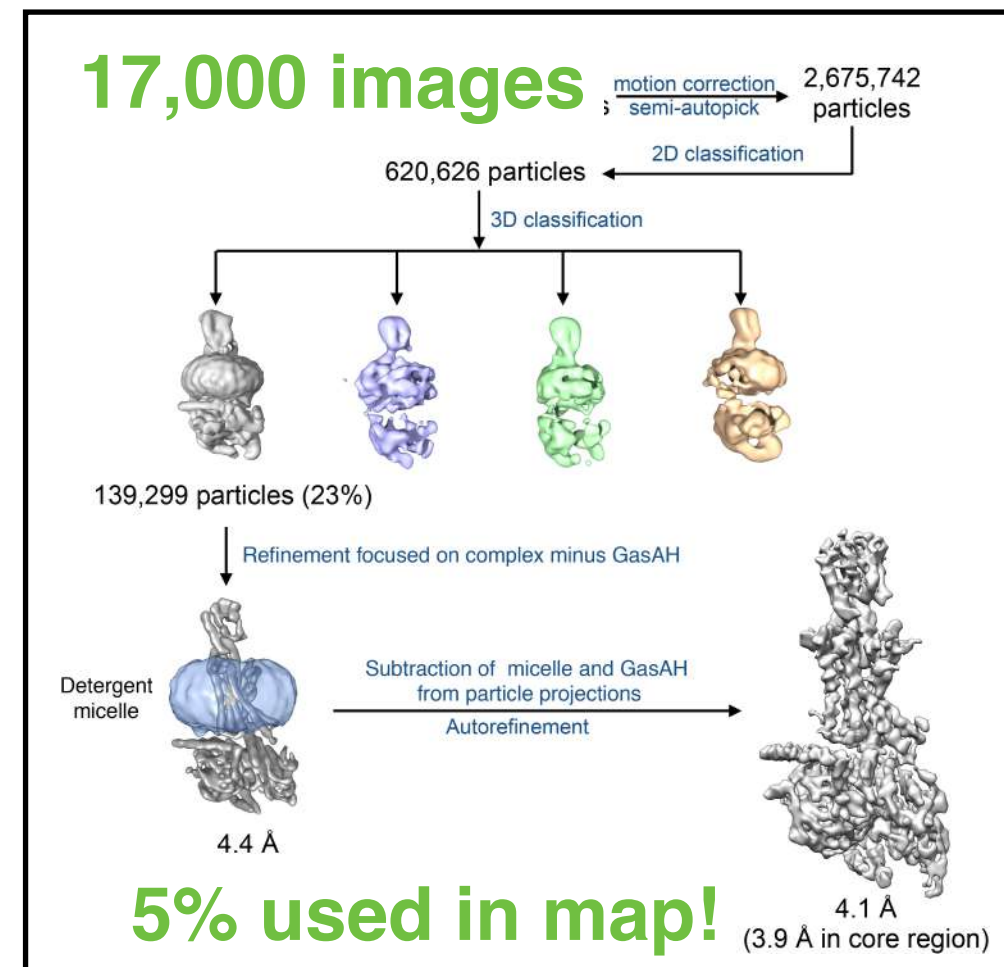 17,000 images
s
motion correction
semi-autopick
2,675,742
particles
2D classification
620,626 particles
3D classification
139,299 particles (23%)
Refinement focused on complex minus GasAH
Detergent
micelle
Subtraction of micelle and GasAH
from particle projections
Autorefinement
4.4 Å
5% used in map!
4.1 Å
(3.9 Å in core region)